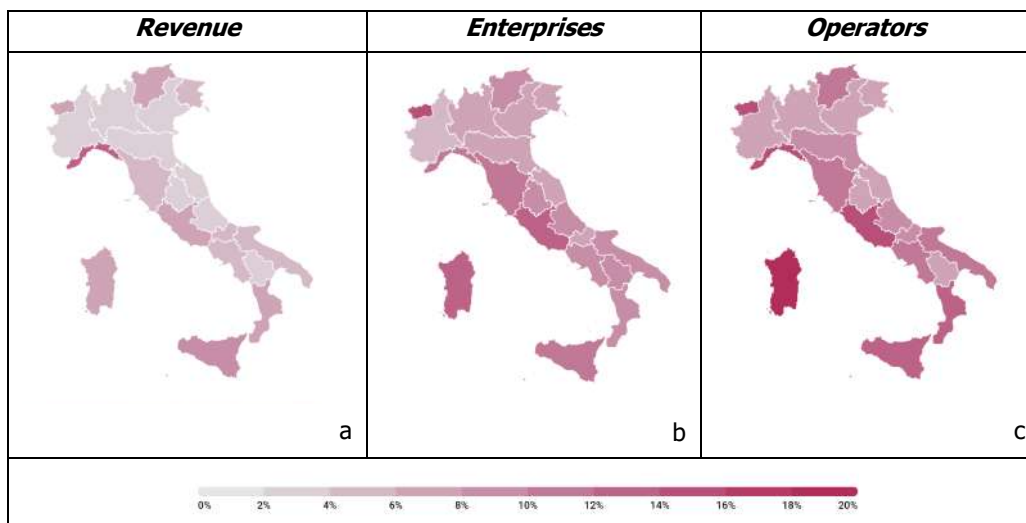 Revenue Enterprises Operators
a b c
0% 2% 4% 6% 8% 10% 12% 14% 16% 18% 20%